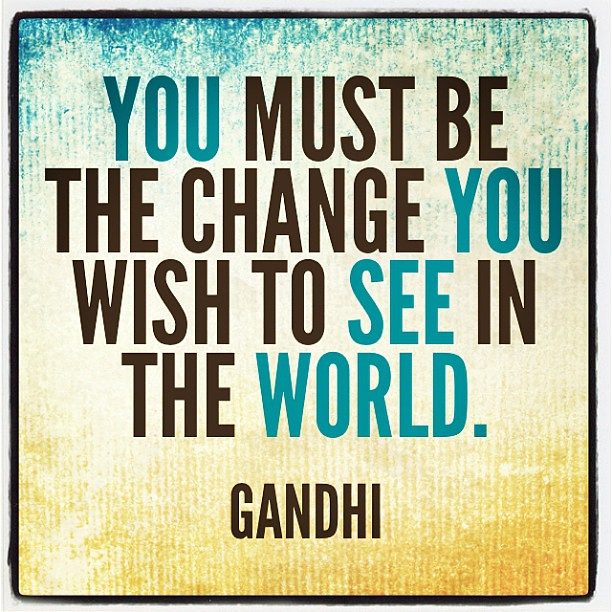 YOU MUST BE
THE CHANGE YOU
WISH TO SEE IN
THE WORLD.
GANDHI